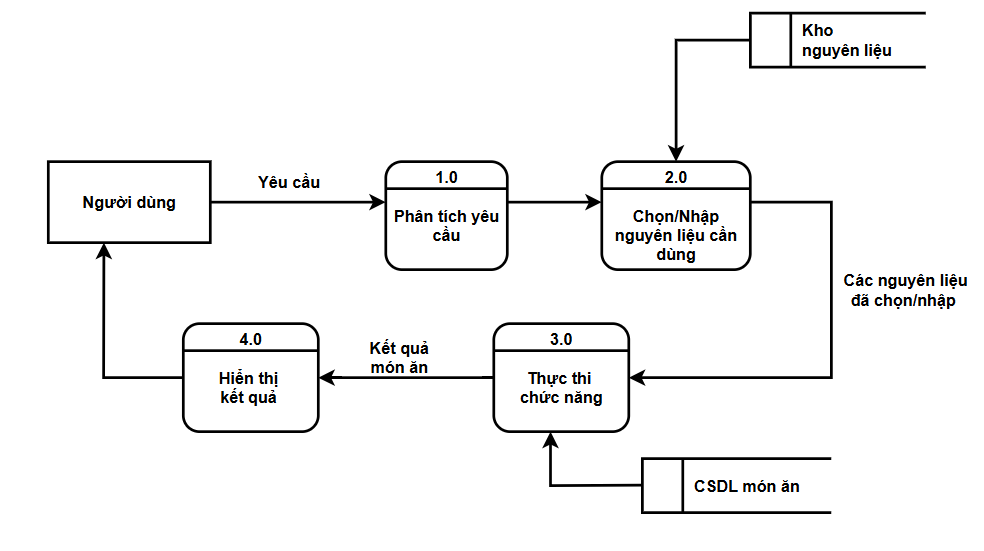 Kho
nguyên liệu
Người dùng
Yêu cầu
1.0
Phân tích yêu
cầu
2.0
Chọn/Nhập
nguyên liệu cần
dùng
Các nguyên liệu
đã chọn/nhập
3.0
Thực thi
chức năng
Kết quả
món ăn
4.0
Hiển thị
kết quả
CSDL món ăn